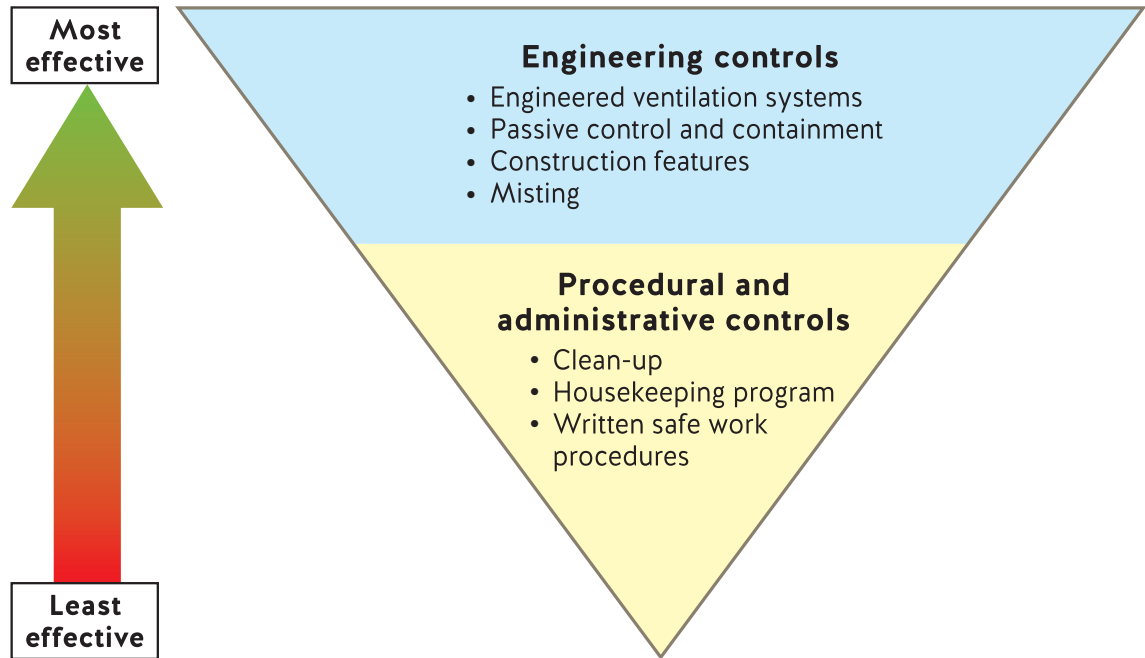 Most
effective
Engineering controls
• Engineered ventilation systems
• Passive control and containment
• Construction features
• Misting
Procedural and
administrative controls
• Clean-up
• Housekeeping program
• Written safe work
procedures
Least
effective